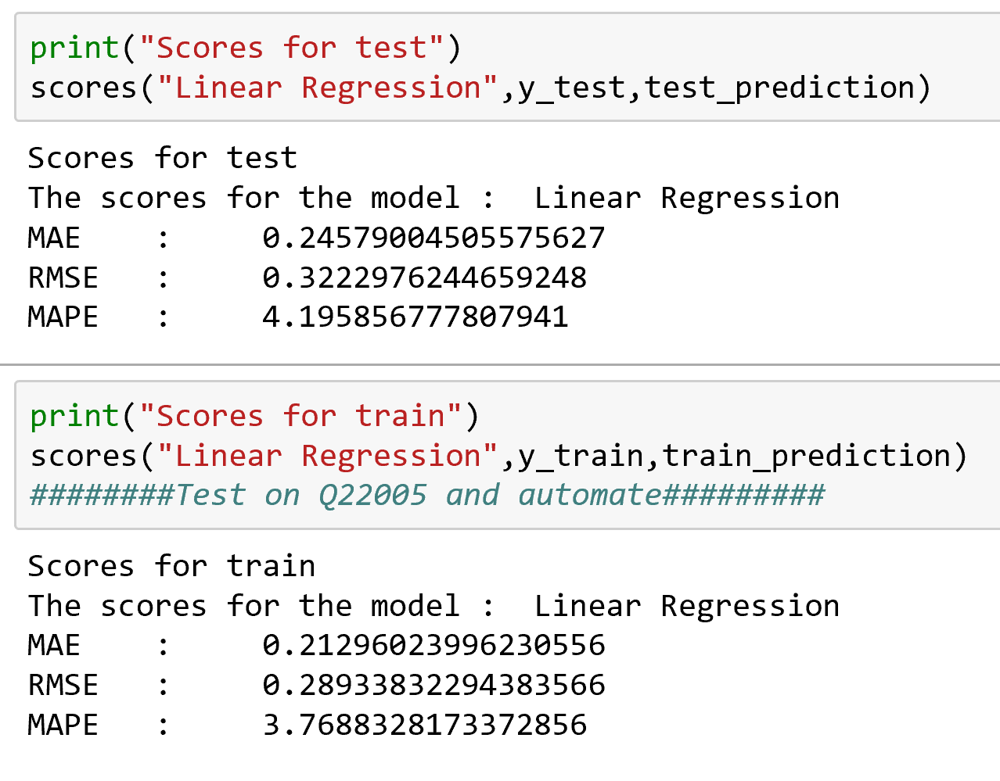 print("Scores for test")
scores("Linear Regression",y_test,test_prediction)
Scores for test
The scores for the model :  Linear Regression
MAE    :     0.24579004505575627
RMSE   :     0.3222976244659248
MAPE   :     4.195856777807941
print("Scores for train")
scores("Linear Regression",y_train,train_prediction)
########Test on Q22005 and automate#########
Scores for train
The scores for the model :  Linear Regression
MAE    :     0.21296023996230556
RMSE   :     0.28933832294383566
MAPE   :     3.7688328173372856